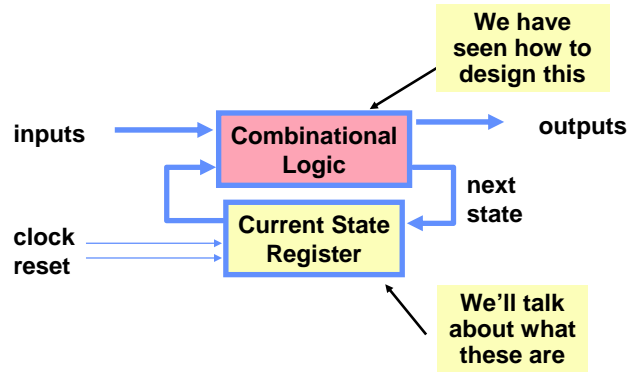 We have
seen how to
design this
inputs
Combinational
Logic
outputs
next
state
clock
reset
Current State
Register
We'll talk
about what
these are